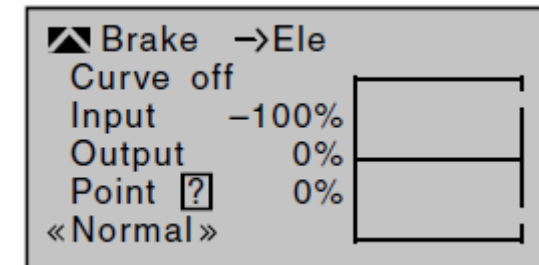 Brake –>Ele
Curve off
Input –100%
Output 0%
Point ? 0%
«Normal»